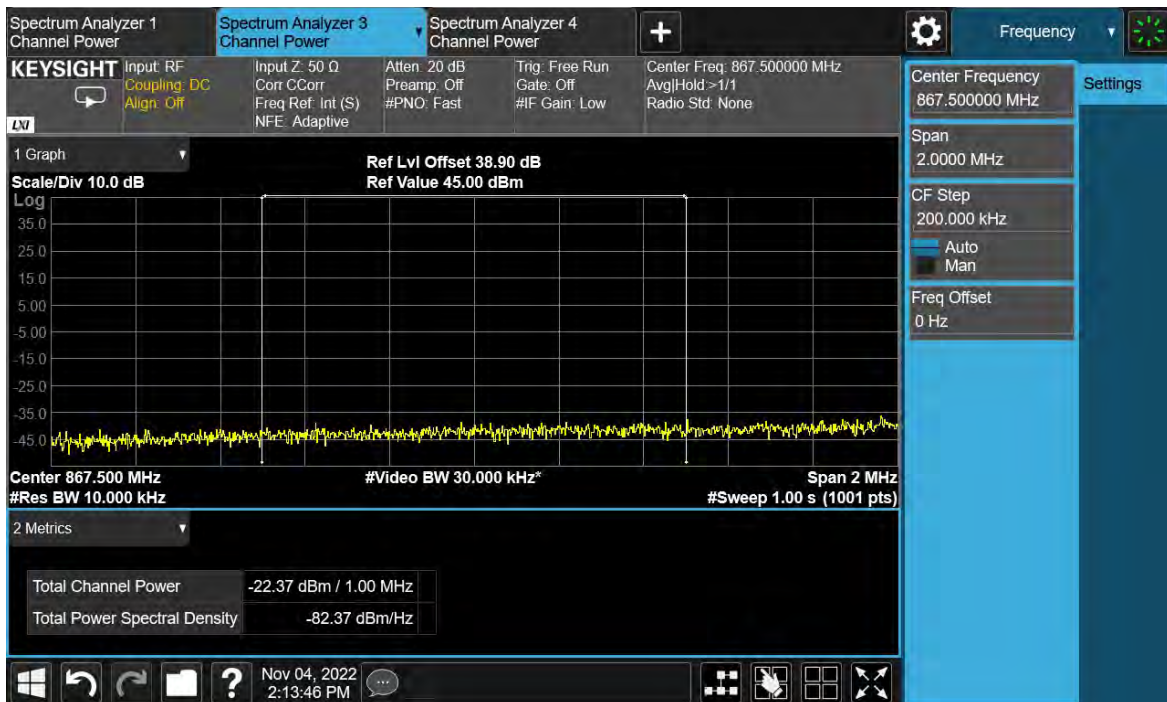 Spectrum Analyzer 1
Channel Power
Spectrum Analyzer 3
Channel Power
Spectrum Analyzer 4
Channel Power
+
Frequency
KEYSIGHT
LXI
Input: RF
Coupling: DC
Align: Off
Input Z: 50 Ω
Corr CCorr
Freq Ref: Int (S)
NFE: Adaptive
Atten: 20 dB
Preamp: Off
#PNO: Fast
Trig: Free Run
Gate: Off
#IF Gain: Low
Center Freq: 867.500000 MHz
Avg|Hold:>1/1
Radio Std: None
Center Frequency
867.500000 MHz
Settings
Span
2.0000 MHz
CF Step
200.000 kHz
Auto
Man
Freq Offset
0 Hz
1 Graph
Scale/Div 10.0 dB
Ref Lvl Offset 38.90 dB
Ref Value 45.00 dBm
Log
35.0
25.0
15.0
5.00
-5.00
-15.0
-25.0
-35.0
-45.0
Center 867.500 MHz
#Video BW 30.000 kHz*
Span 2 MHz
#Res BW 10.000 kHz
#Sweep 1.00 s (1001 pts)
2 Metrics
Total Channel Power -22.37 dBm / 1.00 MHz
Total Power Spectral Density -82.37 dBm/Hz
?
Nov 04, 2022
2:13:46 PM